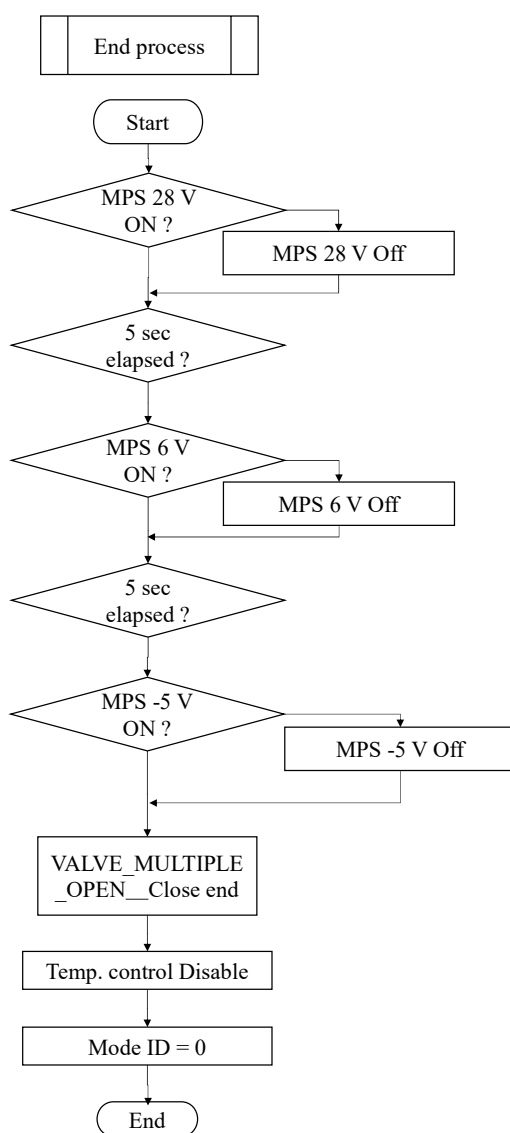 End process
Start
MPS 28 V
ON ?
MPS 28 V Off
5 sec
elapsed ?
MPS 6 V
ON ?
MPS 6 V Off
5 sec
elapsed ?
MPS -5 V
ON ?
MPS -5 V Off
VALVE_MULTIPLE
_OPEN__Close end
Temp. control Disable
Mode ID = 0
End